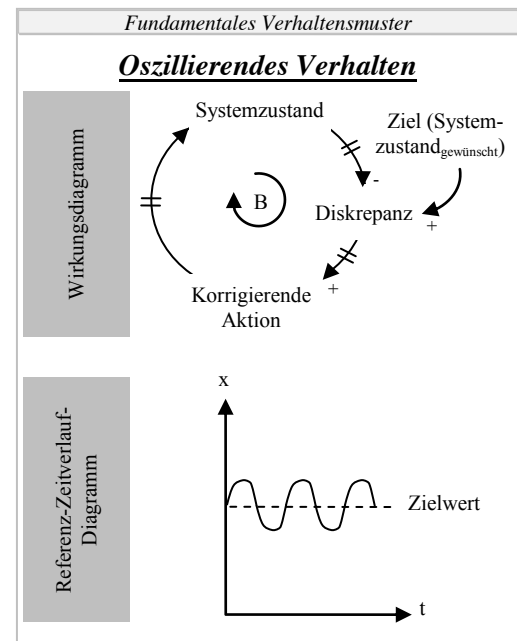 Fundamentales Verhaltensmuster
Oszillierendes Verhalten
Wirkungsdiagramm
Systemzustand
Ziel (System-
zustandgewünscht)
-
B
Diskrepanz
+
Korrigierende
Aktion
+
Referenz-Zeitverlauf-
Diagramm
x
Zielwert
t